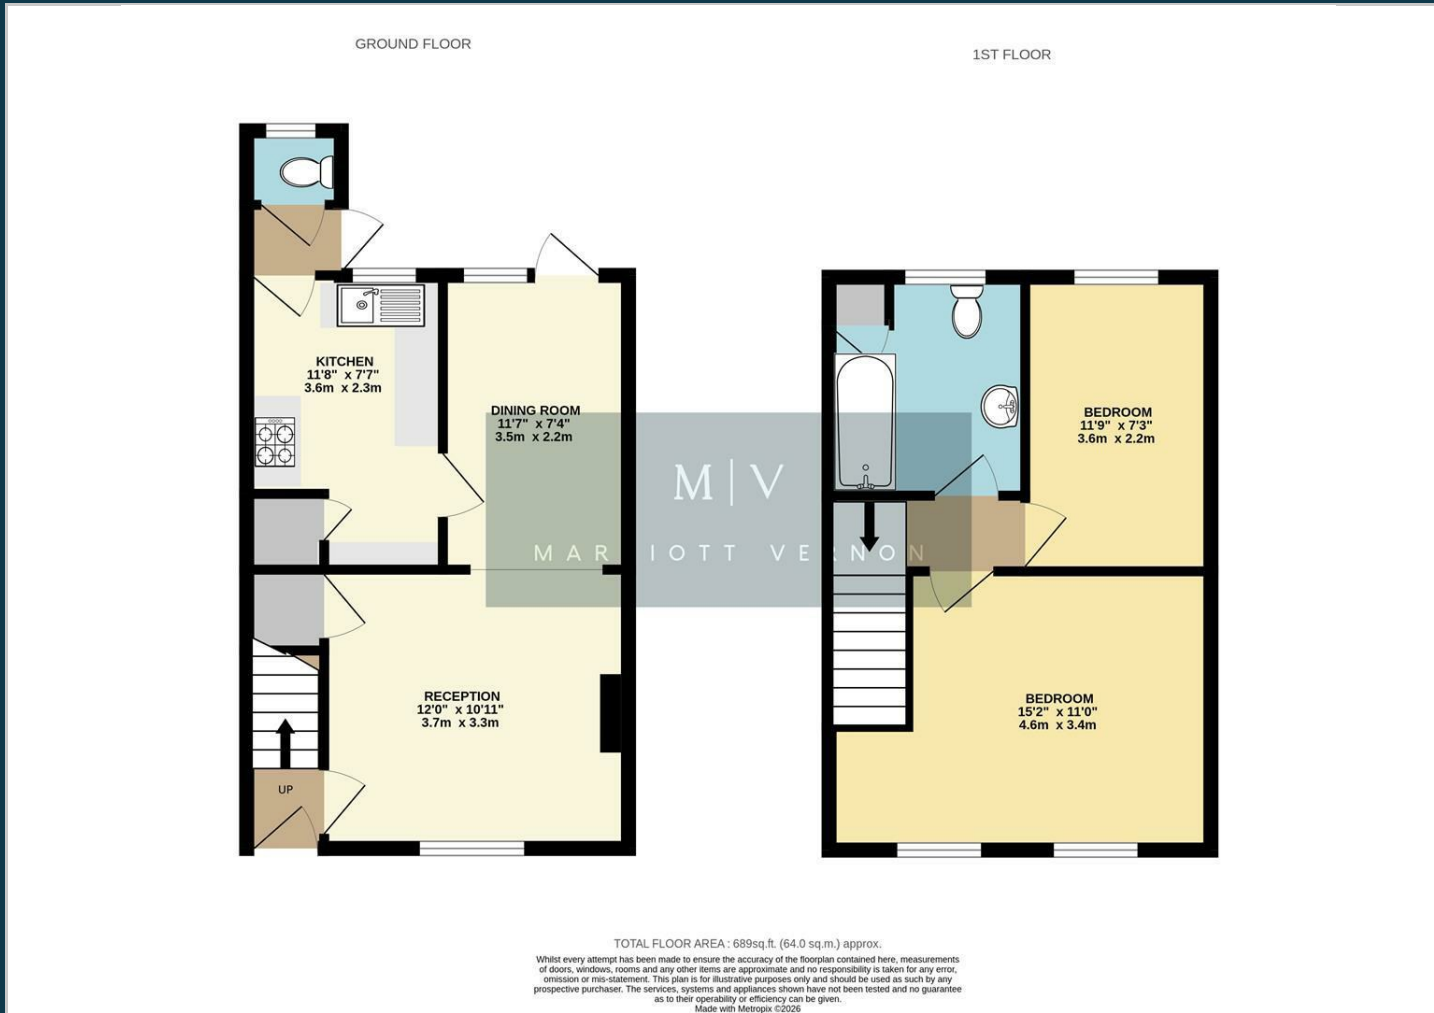 GROUND FLOOR
1ST FLOOR
KITCHEN
11'8" x 7'7"
3.6m x 2.3m
DINING ROOM
11'7" x 7'4"
3.5m x 2.2m
BEDROOM
11'9" x 7'3"
3.6m x 2.2m
M|V
MARRIOTT VERNON
RECEPTION
12'0" x 10'11"
3.7m x 3.3m
BEDROOM
15'2" x 11'0"
4.6m x 3.4m
UP
TOTAL FLOOR AREA : 689sq.ft. (64.0 sq.m.) approx.
Whilst every attempt has been made to ensure the accuracy of the floorplan contained here, measurements
of doors, windows, rooms and any other items are approximate and no responsibility is taken for any error,
omission or mis-statement. This plan is for illustrative purposes only and should be used as such by any
prospective purchaser. The services, systems and appliances shown have not been tested and no guarantee
as to their operability or efficiency can be given.
Made with Metropix ©2026